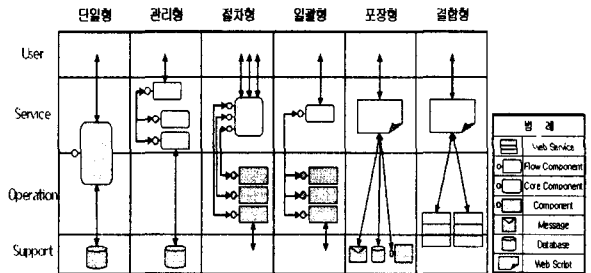 단일형 관리형 절차형 일괄형 포장형 결합형
User
Service
Operation
Support
범 례
Web Service
Flow Component
Core Component
Component
Message
Database
Web Script